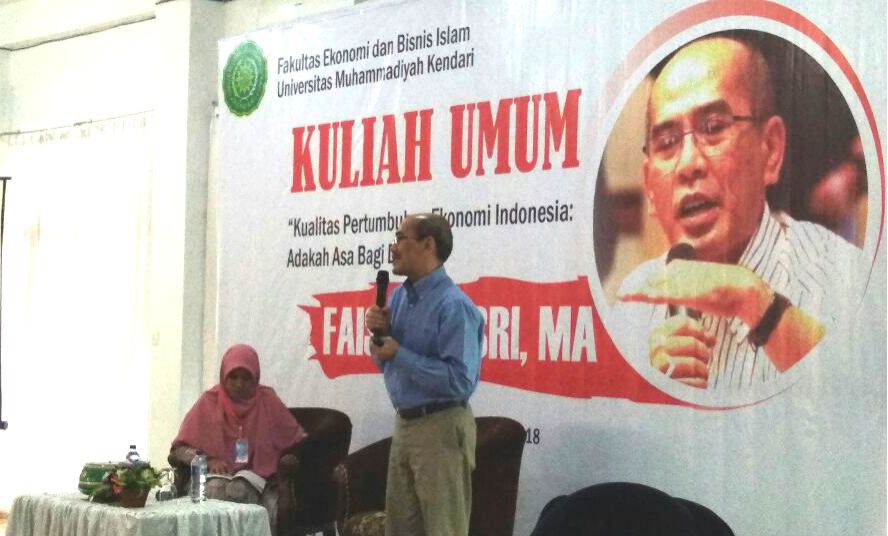 Fakultas Ekonomi dan Bisnis Islam
Universitas Muhammadiyah Kendari
KULIAH UMUM
"Kualitas Ekonomi Indonesia:
Adakah Asa Bagi
MA
18